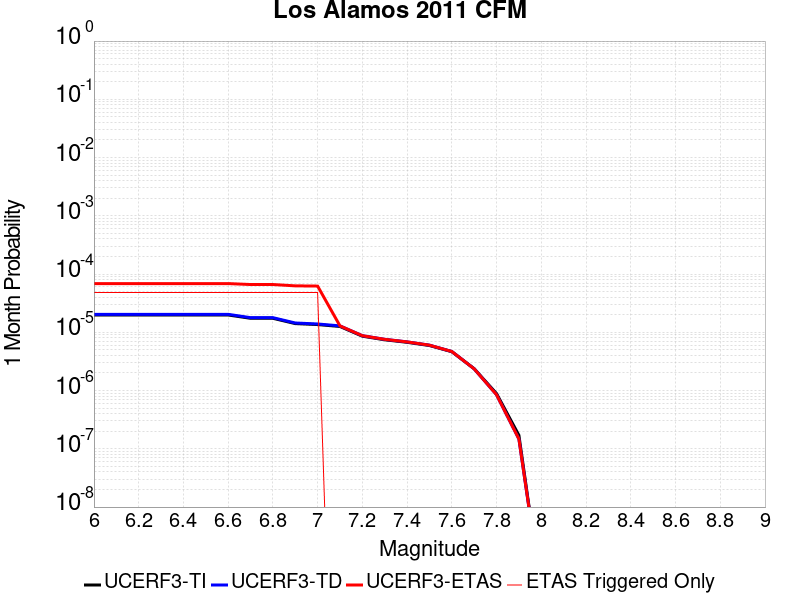 Los Alamos 2011 CFM
10 0
10 -1
10 -2
10 -3
10 -4
10 -5
10 -6
10 -7
10 -8
1 Month Probability
6 6.2 6.4 6.6 6.8 7 7.2 7.4 7.6 7.8 8 8.2 8.4 8.6 8.8 9
Magnitude
UCERF3-TI UCERF3-TD UCERF3-ETAS ETAS Triggered Only